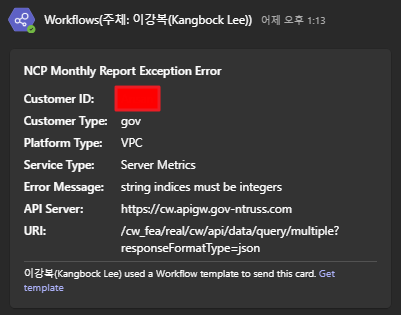 Workflows(주체: 이강복(Kangbock Lee)) 어제 오후 1:13
NCP Monthly Report Exception Error
Customer ID:
Customer Type: gov
Platform Type: VPC
Service Type: Server Metrics
Error Message: string indices must be integers
API Server: https://cw.apigw.gov-ntruss.com
URI: /cw_fea/real/cw/api/data/query/multiple?
responseFormatType=json
이강복(Kangbock Lee) used a Workflow template to send this card. Get
template